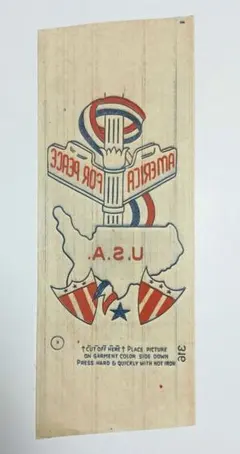 AMERICA
FOR PEACE
U.S.A.
↑ CUT OFF HERE ↑ PLACE PICTURE
ON GARMENT COLOR SIDE DOWN
PRESS HARD & QUICKLY WITH HOT IRON
316